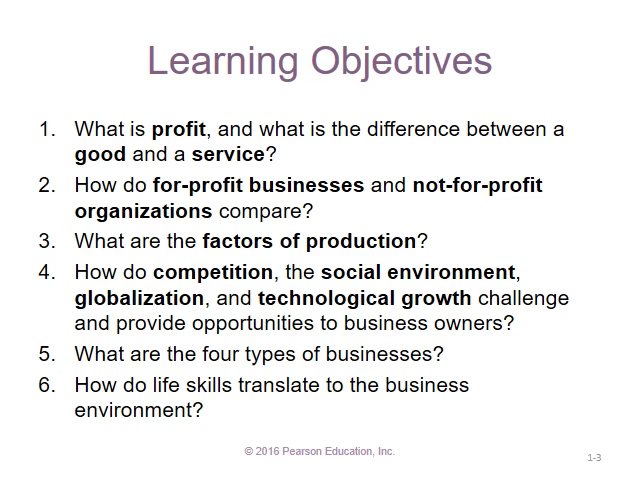 Learning Objectives
1. What is profit, and what is the difference between a
good and a service?
2. How do for-profit businesses and not-for-profit
organizations compare?
3. What are the factors of production?
4. How do competition, the social environment,
globalization, and technological growth challenge
and provide opportunities to business owners?
5. What are the four types of businesses?
6. How do life skills translate to the business
environment?
© 2016 Pearson Education, Inc.
1-3